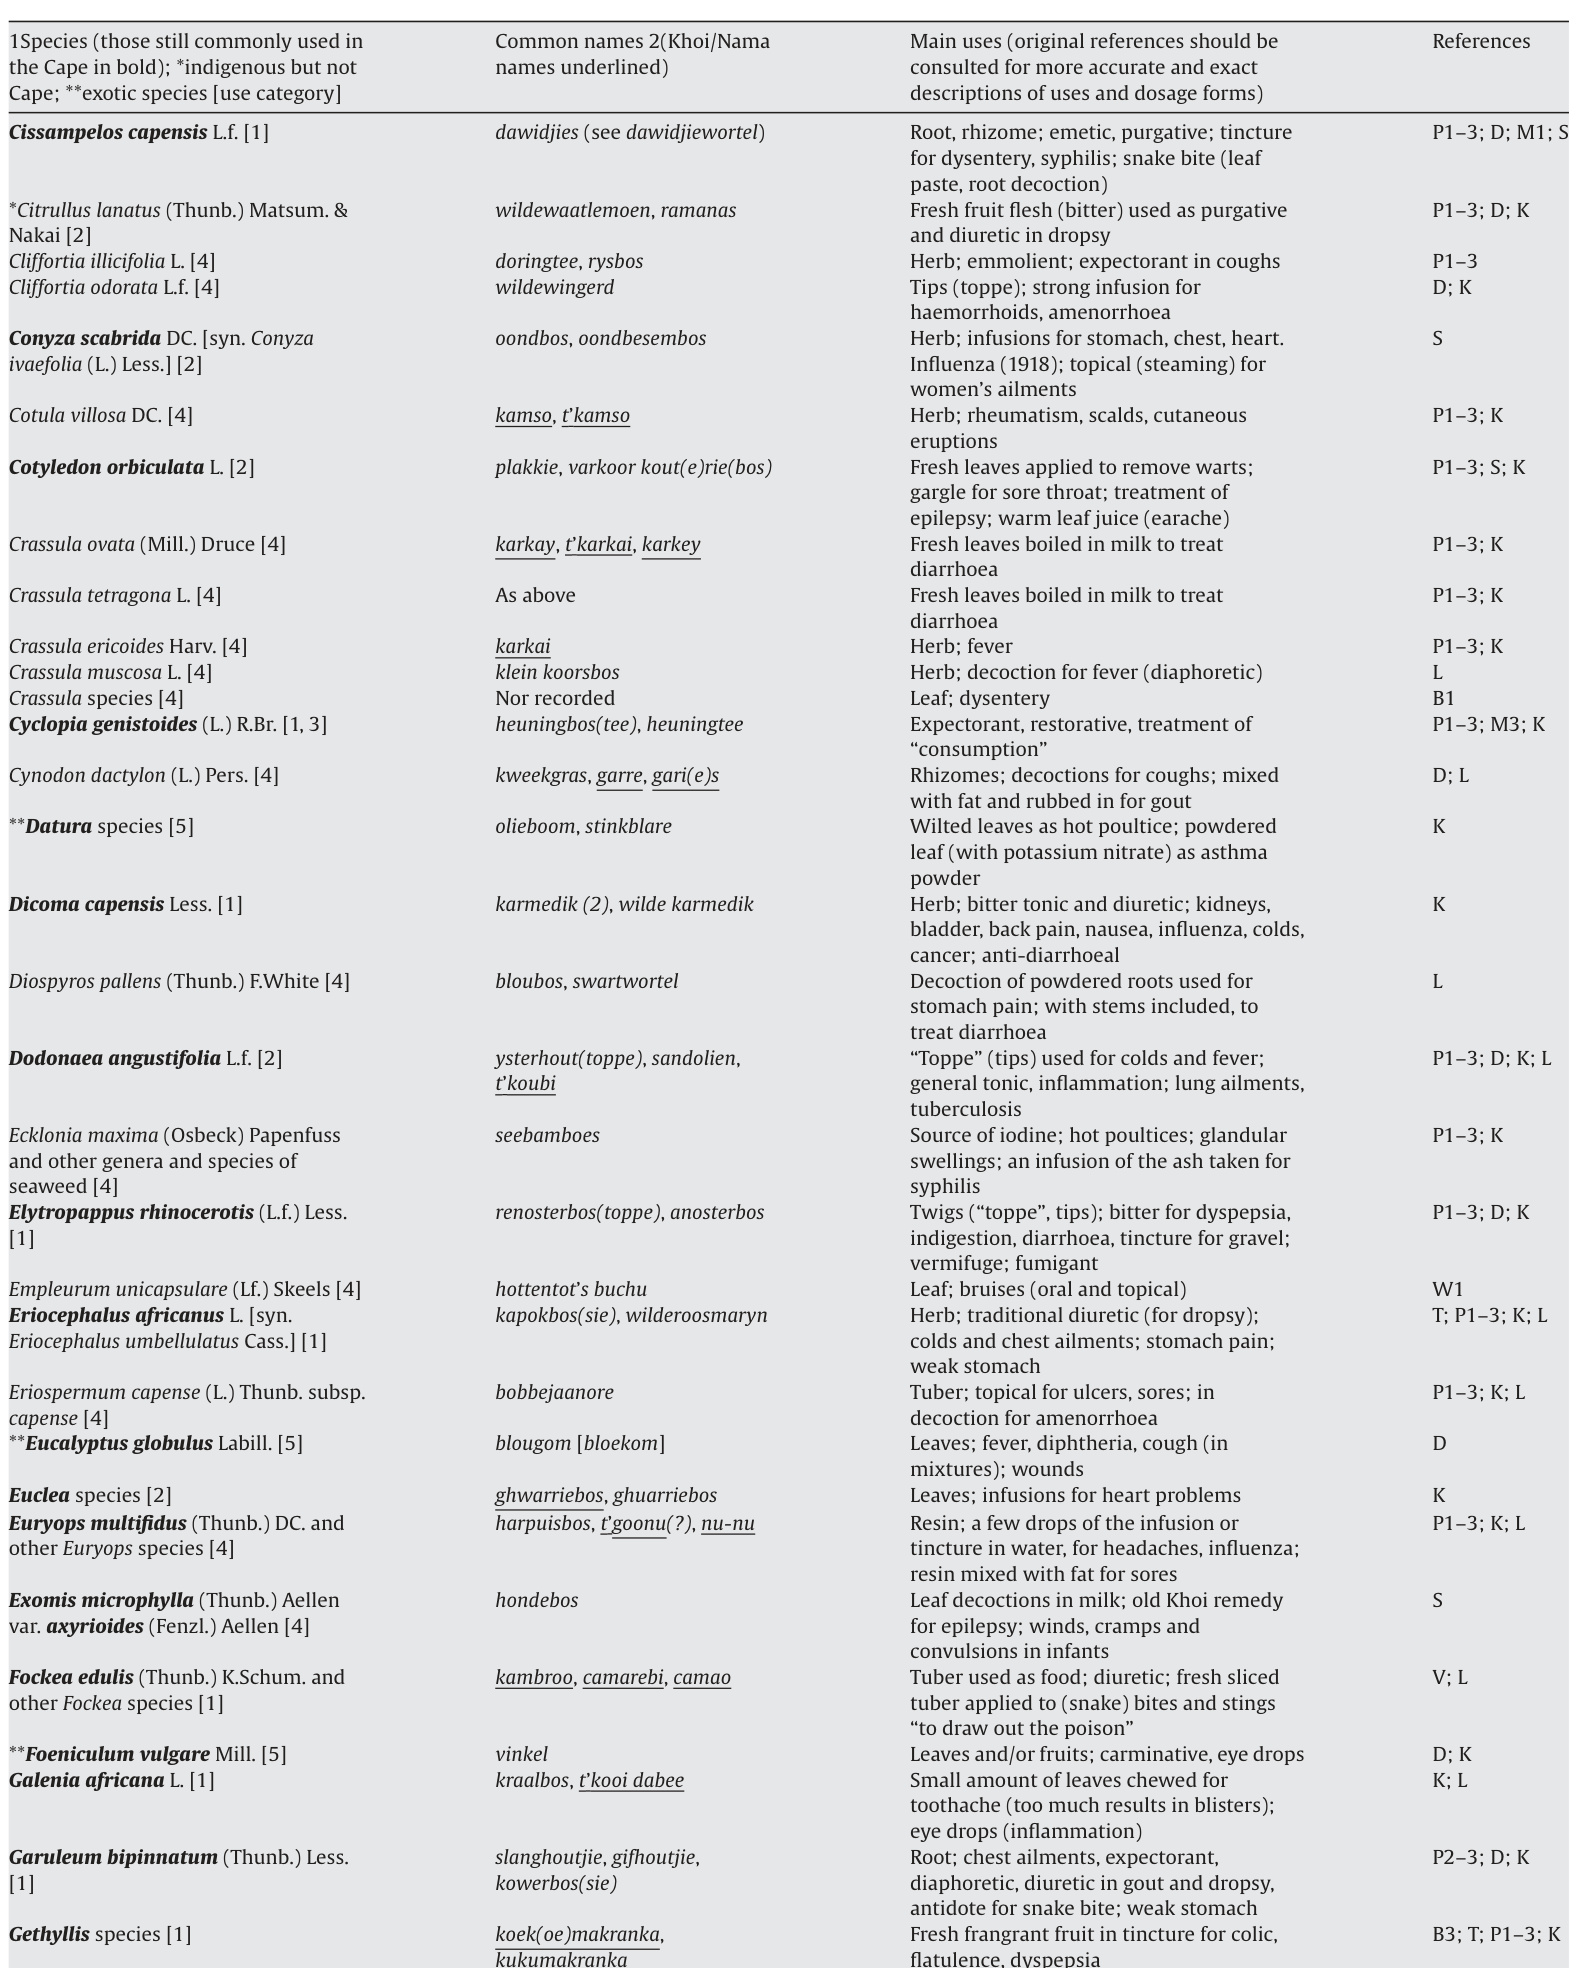 1Species (those still commonly used in the Cape in bold); *indigenous but not Cape; **exotic species [use category]
Common names 2(Khoi/Nama names underlined)
Main uses (original references should be consulted for more accurate and exact descriptions of uses and dosage forms)
References
Cissampelos capensis L.f. [1] dawidjies (see dawidjiewortel) Root, rhizome; emetic, purgative; tincture P1–3; D; M1; S
for dysentery, syphilis; snake bite (leaf
paste, root decoction)
*Citrullus lanatus (Thunb.) Matsum. & wildewaatlemoen, ramanas Fresh fruit flesh (bitter) used as purgative P1–3; D; K
Nakai [2] and diuretic in dropsy
Cliffortia illicifolia L. [4] doringtee, rysbos Herb; emmolient; expectorant in coughs P1–3
Cliffortia odorata L.f. [4] wildewingerd Tips (toppe); strong infusion for D; K
haemorrhoids, amenorrhoea
Conyza scabrida DC. [syn. Conyza oondbos, oondbesembos Herb; infusions for stomach, chest, heart. S
ivaefolia (L.) Less.] [2] Influenza (1918); topical (steaming) for
women’s ailments
Cotula villosa DC. [4] kamso, t’kamso Herb; rheumatism, scalds, cutaneous P1–3; K
eruptions
Cotyledon orbiculata L. [2] plakkie, varkoor kout(e)rie(bos) Fresh leaves applied to remove warts; P1–3; S; K
gargle for sore throat; treatment of
epilepsy; warm leaf juice (earache)
Crassula ovata (Mill.) Druce [4] karkay, t’karkai, karkey Fresh leaves boiled in milk to treat P1–3; K
diarrhoea
Crassula tetragona L. [4] As above Fresh leaves boiled in milk to treat P1–3; K
diarrhoea
Crassula ericoides Harv. [4] karkai Herb; fever P1–3; K
Crassula muscosa L. [4] klein koorsbos Herb; decoction for fever (diaphoretic) L
Crassula species [4] Nor recorded Leaf; dysentery B1
Cyclopia genistoides (L.) R.Br. [1, 3] heuningbos(tee), heuningtee Expectorant, restorative, treatment of P1–3; M3; K
“consumption”
Cynodon dactylon (L.) Pers. [4] kweekgras, garre, gari(e)s Rhizomes; decoctions for coughs; mixed D; L
with fat and rubbed in for gout
**Datura species [5] olieboom, stinkblare Wilted leaves as hot poultice; powdered K
leaf (with potassium nitrate) as asthma
powder
Dicoma capensis Less. [1] karmedik (2), wilde karmedik Herb; bitter tonic and diuretic; kidneys, K
bladder, back pain, nausea, influenza, colds,
cancer; anti-diarrhoeal
Diospyros pallens (Thunb.) F.White [4] bloubos, swartwortel Decoction of powdered roots used for L
stomach pain; with stems included, to
treat diarrhoea
Dodonaea angustifolia L.f. [2] ysterhout(toppe), sandolien, “Toppe” (tips) used for colds and fever; P1–3; D; K; L
t’koubi general tonic, inflammation; lung ailments,
tuberculosis
Ecklonia maxima (Osbeck) Papenfuss seebamboes Source of iodine; hot poultices; glandular P1–3; K
and other genera and species of swellings; an infusion of the ash taken for
seaweed [4] syphilis
Elytropappus rhinocerotis (L.f.) Less. renosterbos(toppe), anosterbos Twigs (“toppe”, tips); bitter for dyspepsia, P1–3; D; K
[1] indigestion, diarrhoea, tincture for gravel;
vermifuge; fumigant
Empleurum unicapsulare (Lf.) Skeels [4] hottentot’s buchu Leaf; bruises (oral and topical) W1
Eriocephalus africanus L. [syn. kapokbos(sie), wilderoosmaryn Herb; traditional diuretic (for dropsy); T; P1–3; K; L
Eriocephalus umbellulatus Cass.] [1] colds and chest ailments; stomach pain;
weak stomach
Eriospermum capense (L.) Thunb. subsp. bobbejaanore Tuber; topical for ulcers, sores; in P1–3; K; L
capense [4] decoction for amenorrhoea
**Eucalyptus globulus Labill. [5] blougom [bloekom] Leaves; fever, diphtheria, cough (in D
mixtures); wounds
Euclea species [2] ghwarriebos, ghuarriebos Leaves; infusions for heart problems K
Euryops multifidus (Thunb.) DC. and harpuisbos, t’goonu(?), nu-nu Resin; a few drops of the infusion or P1–3; K; L
other Euryops species [4] tincture in water, for headaches, influenza;
resin mixed with fat for sores
Exomis microphylla (Thunb.) Aellen hondebos Leaf decoctions in milk; old Khoi remedy S
var. axyrioides (Fenzl.) Aellen [4] for epilepsy; winds, cramps and
convulsions in infants
Fockea edulis (Thunb.) K.Schum. and kambroo, camarebi, camao Tuber used as food; diuretic; fresh sliced V; L
other Fockea species [1] tuber applied to (snake) bites and stings
“to draw out the poison”
**Foeniculum vulgare Mill. [5] vinkel Leaves and/or fruits; carminative, eye drops D; K
Galenia africana L. [1] kraalbos, t’kooi dabee Small amount of leaves chewed for K; L
toothache (too much results in blisters);
eye drops (inflammation)
Garuleum bipinnatum (Thunb.) Less. slanghoutjie, gifhoutjie, Root; chest ailments, expectorant, P2–3; D; K
[1] kowerbos(sie) diaphoretic, diuretic in gout and dropsy,
antidote for snake bite; weak stomach
Gethyllis species [1] koek(oe)makranka, Fresh frangrant fruit in tincture for colic, B3; T; P1–3; K
kukumakranka flatulence, dyspepsia